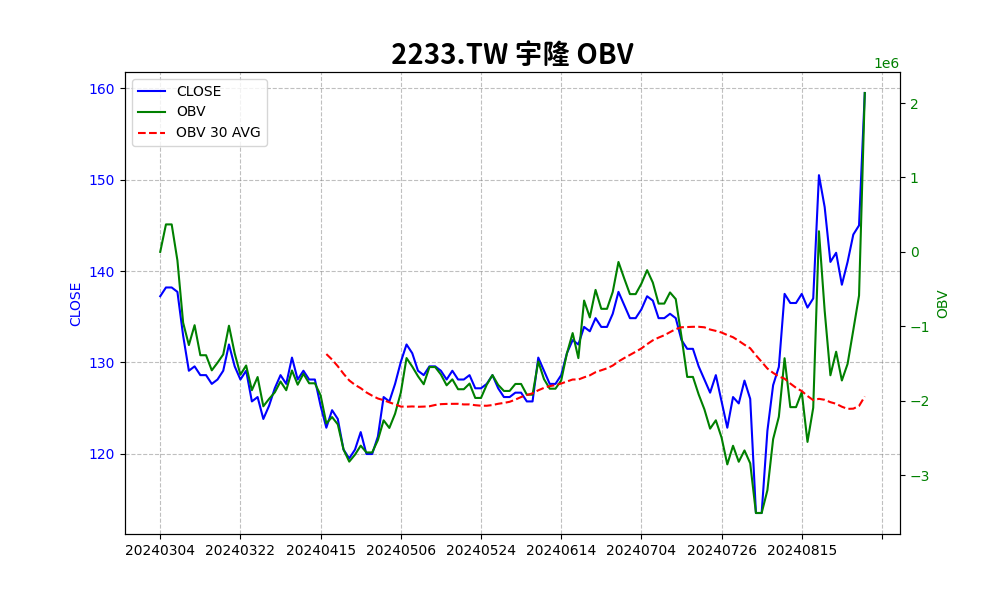 2233.TW 宇隆 OBV
1e6
CLOSE
OBV
OBV 30 AVG
160
150
140
130
120
CLOSE
2
1
0
−1
−2
−3
OBV
20240304 20240322 20240415 20240506 20240524 20240614 20240704 20240726 20240815